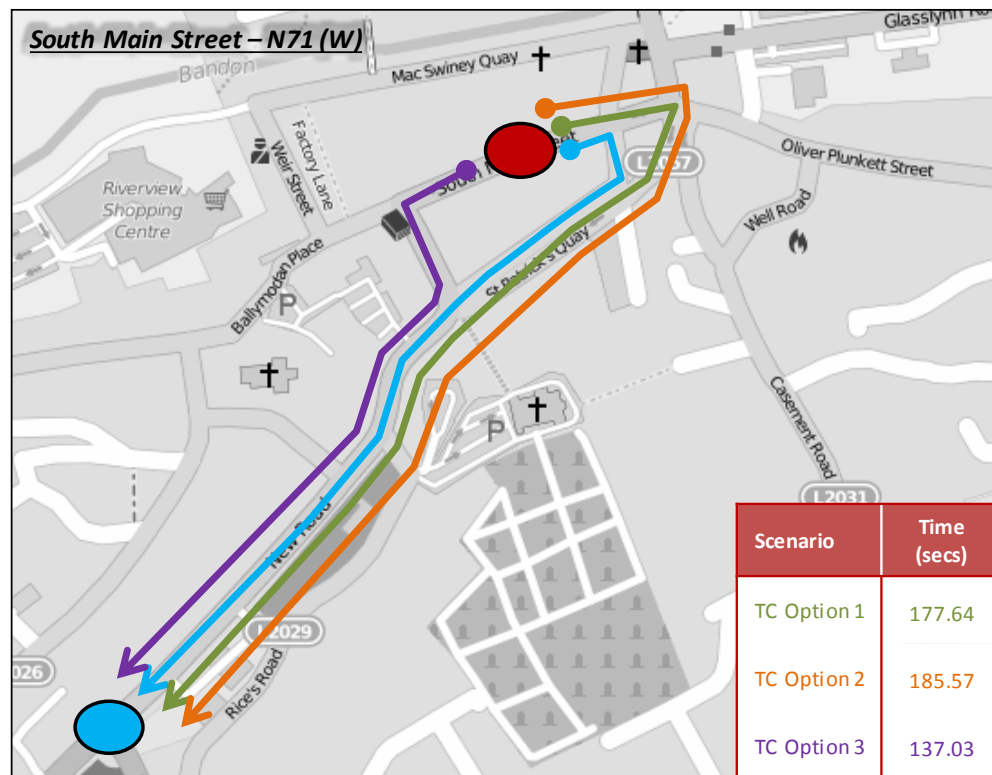 South Main Street – N71 (W)
Glasslynn
Bandon
Mac Swiney Quay
Factory Lane
Weir Street
Oliver Plunkett Street
Riverview
Shopping
Centre
Well Road
St Patrick's Quay
Ballymodan Place
P
P
Casement Road
L2031
New Road
L2029
026
Rice's Road
Scenario Time
(secs)
TC Option 1 177.64
TC Option 2 185.57
TC Option 3 137.03